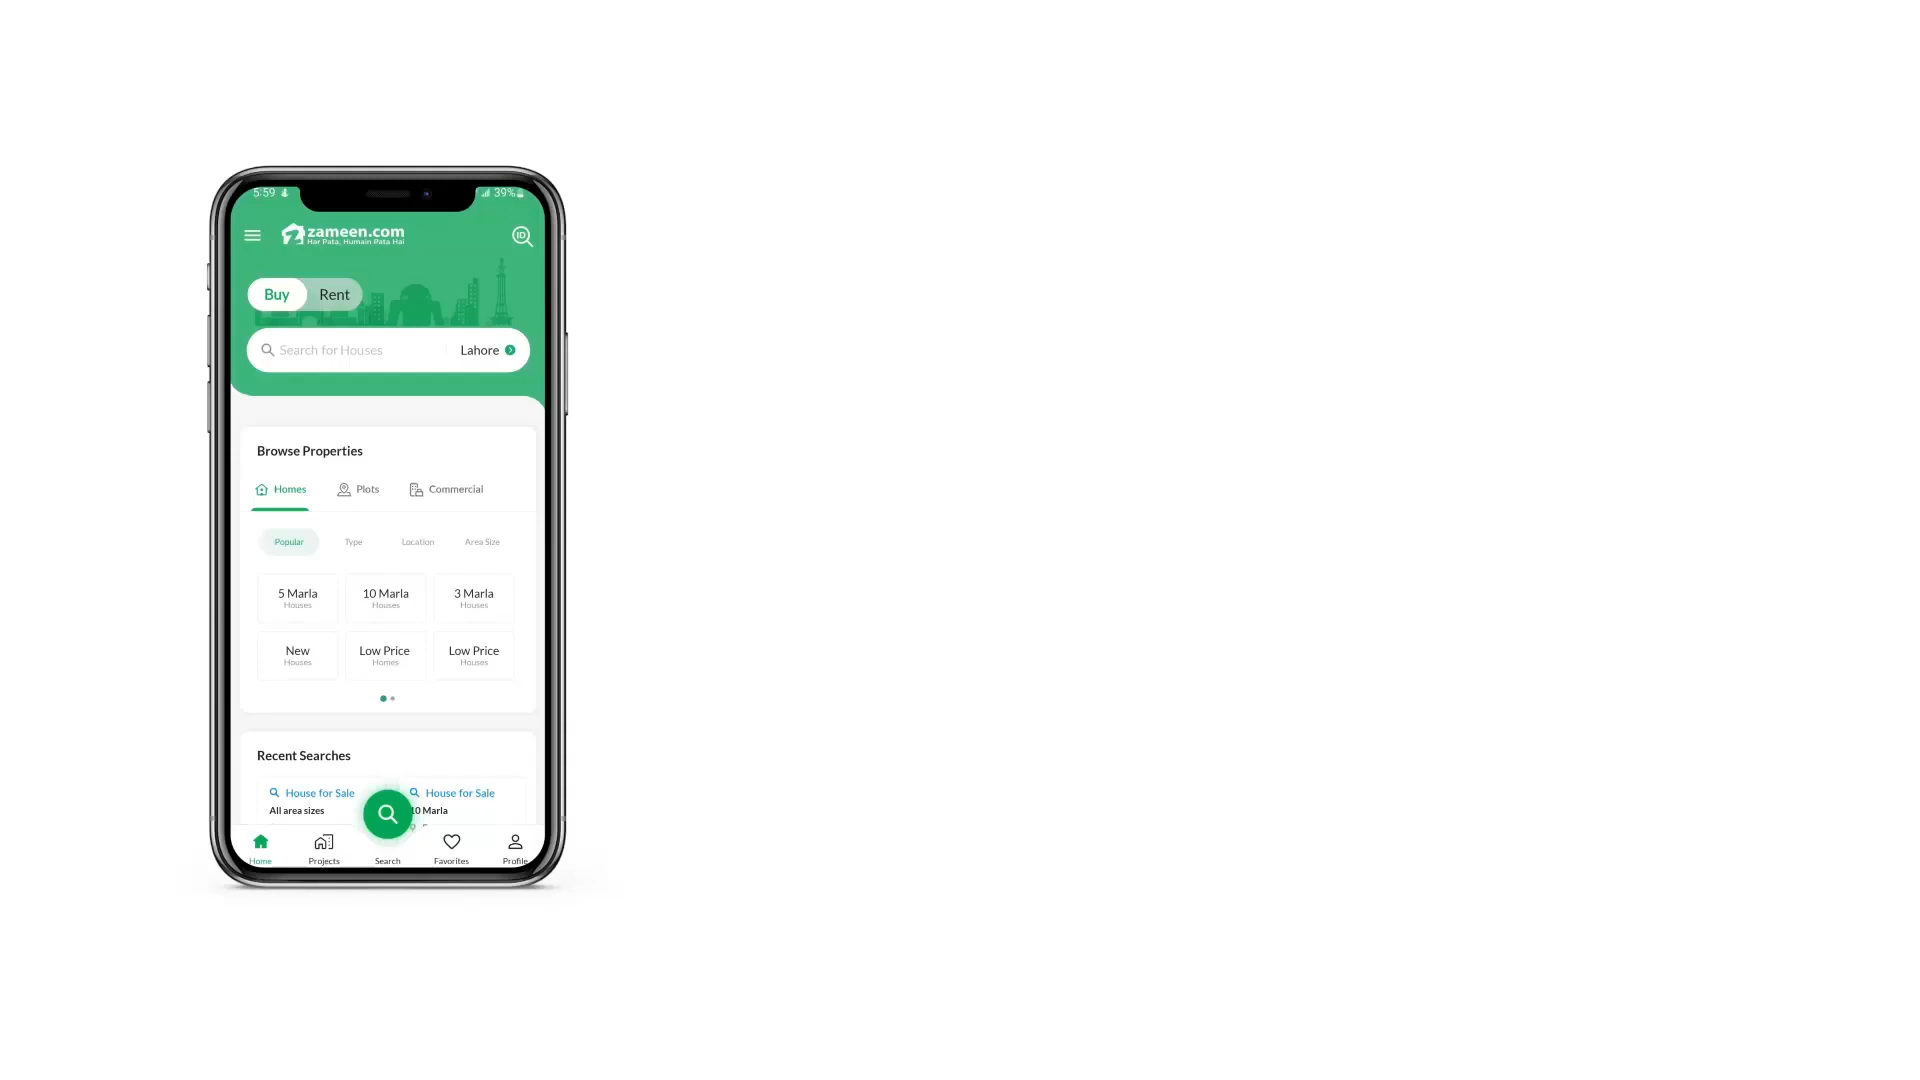 5:59 39%
zameen.com
Har Pata, Humain Pata Hai
ID
Buy Rent
Search for Houses Lahore
Browse Properties
Homes Plots Commercial
Popular Type Location Area Size
5 Marla 10 Marla 3 Marla
Houses Houses Houses
New Low Price Low Price
Houses Homes Houses
Recent Searches
House for Sale House for Sale
All area sizes 10 Marla
Home Projects Search Favorites Profile